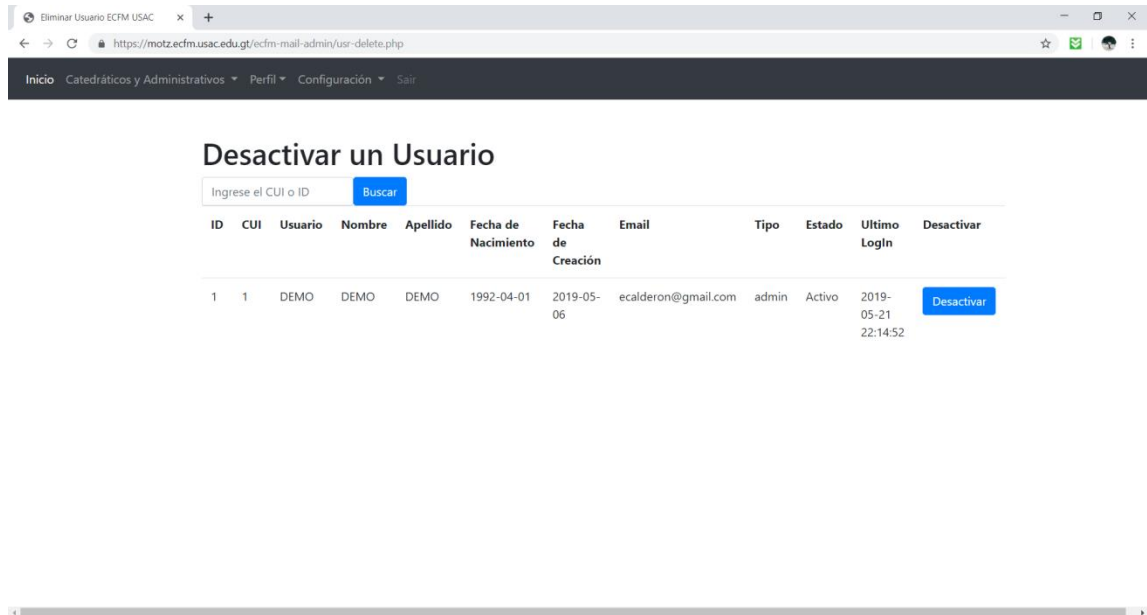 Eliminar Usuario ECFM USAC
https://motz.ecfm.usac.edu.gt/ecfm-mail-admin/usr-delete.php
Inicio Catedráticos y Administrativos Perfil Configuración Sair
Desactivar un Usuario
Ingrese el CUI o ID Buscar
ID CUI Usuario Nombre Apellido Fecha de Fecha Email Tipo Estado Ultimo Desactivar
Nacimiento de LogIn
Creación
1 1 DEMO DEMO DEMO 1992-04-01 2019-05- ecalderon@gmail.com admin Activo 2019- Desactivar
06 05-21
22:14:52